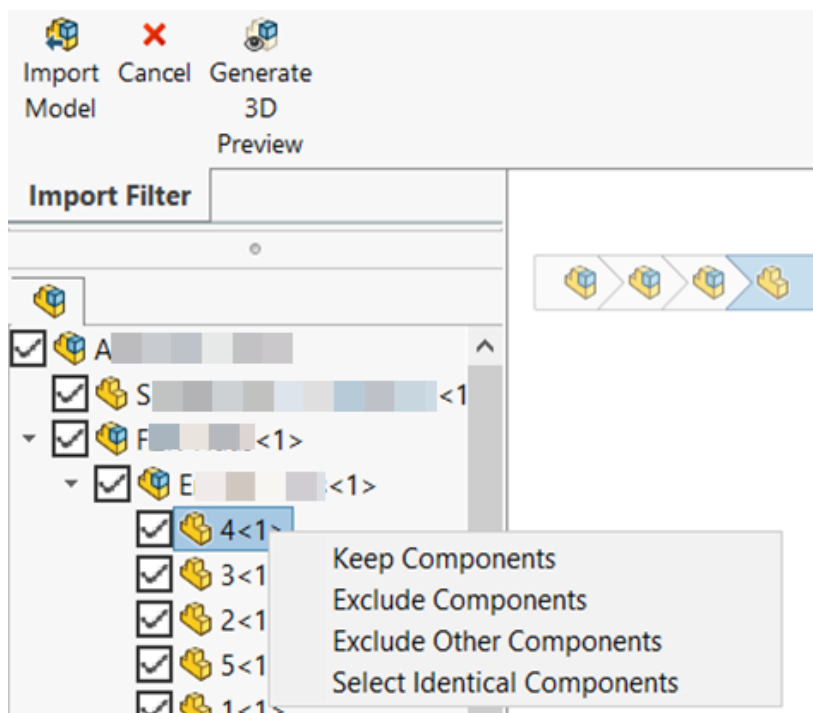 Import Model
Cancel
Generate 3D Preview
Import Filter
A
S <1
F <1>
E <1>
4<1>
3<1
2<1
5<1
1<1>
Keep Components
Exclude Components
Exclude Other Components
Select Identical Components